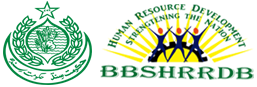 HUMAN RESOURCE DEVELOPMENT
STRENGTHENING THE NATION
BBSHRRDB